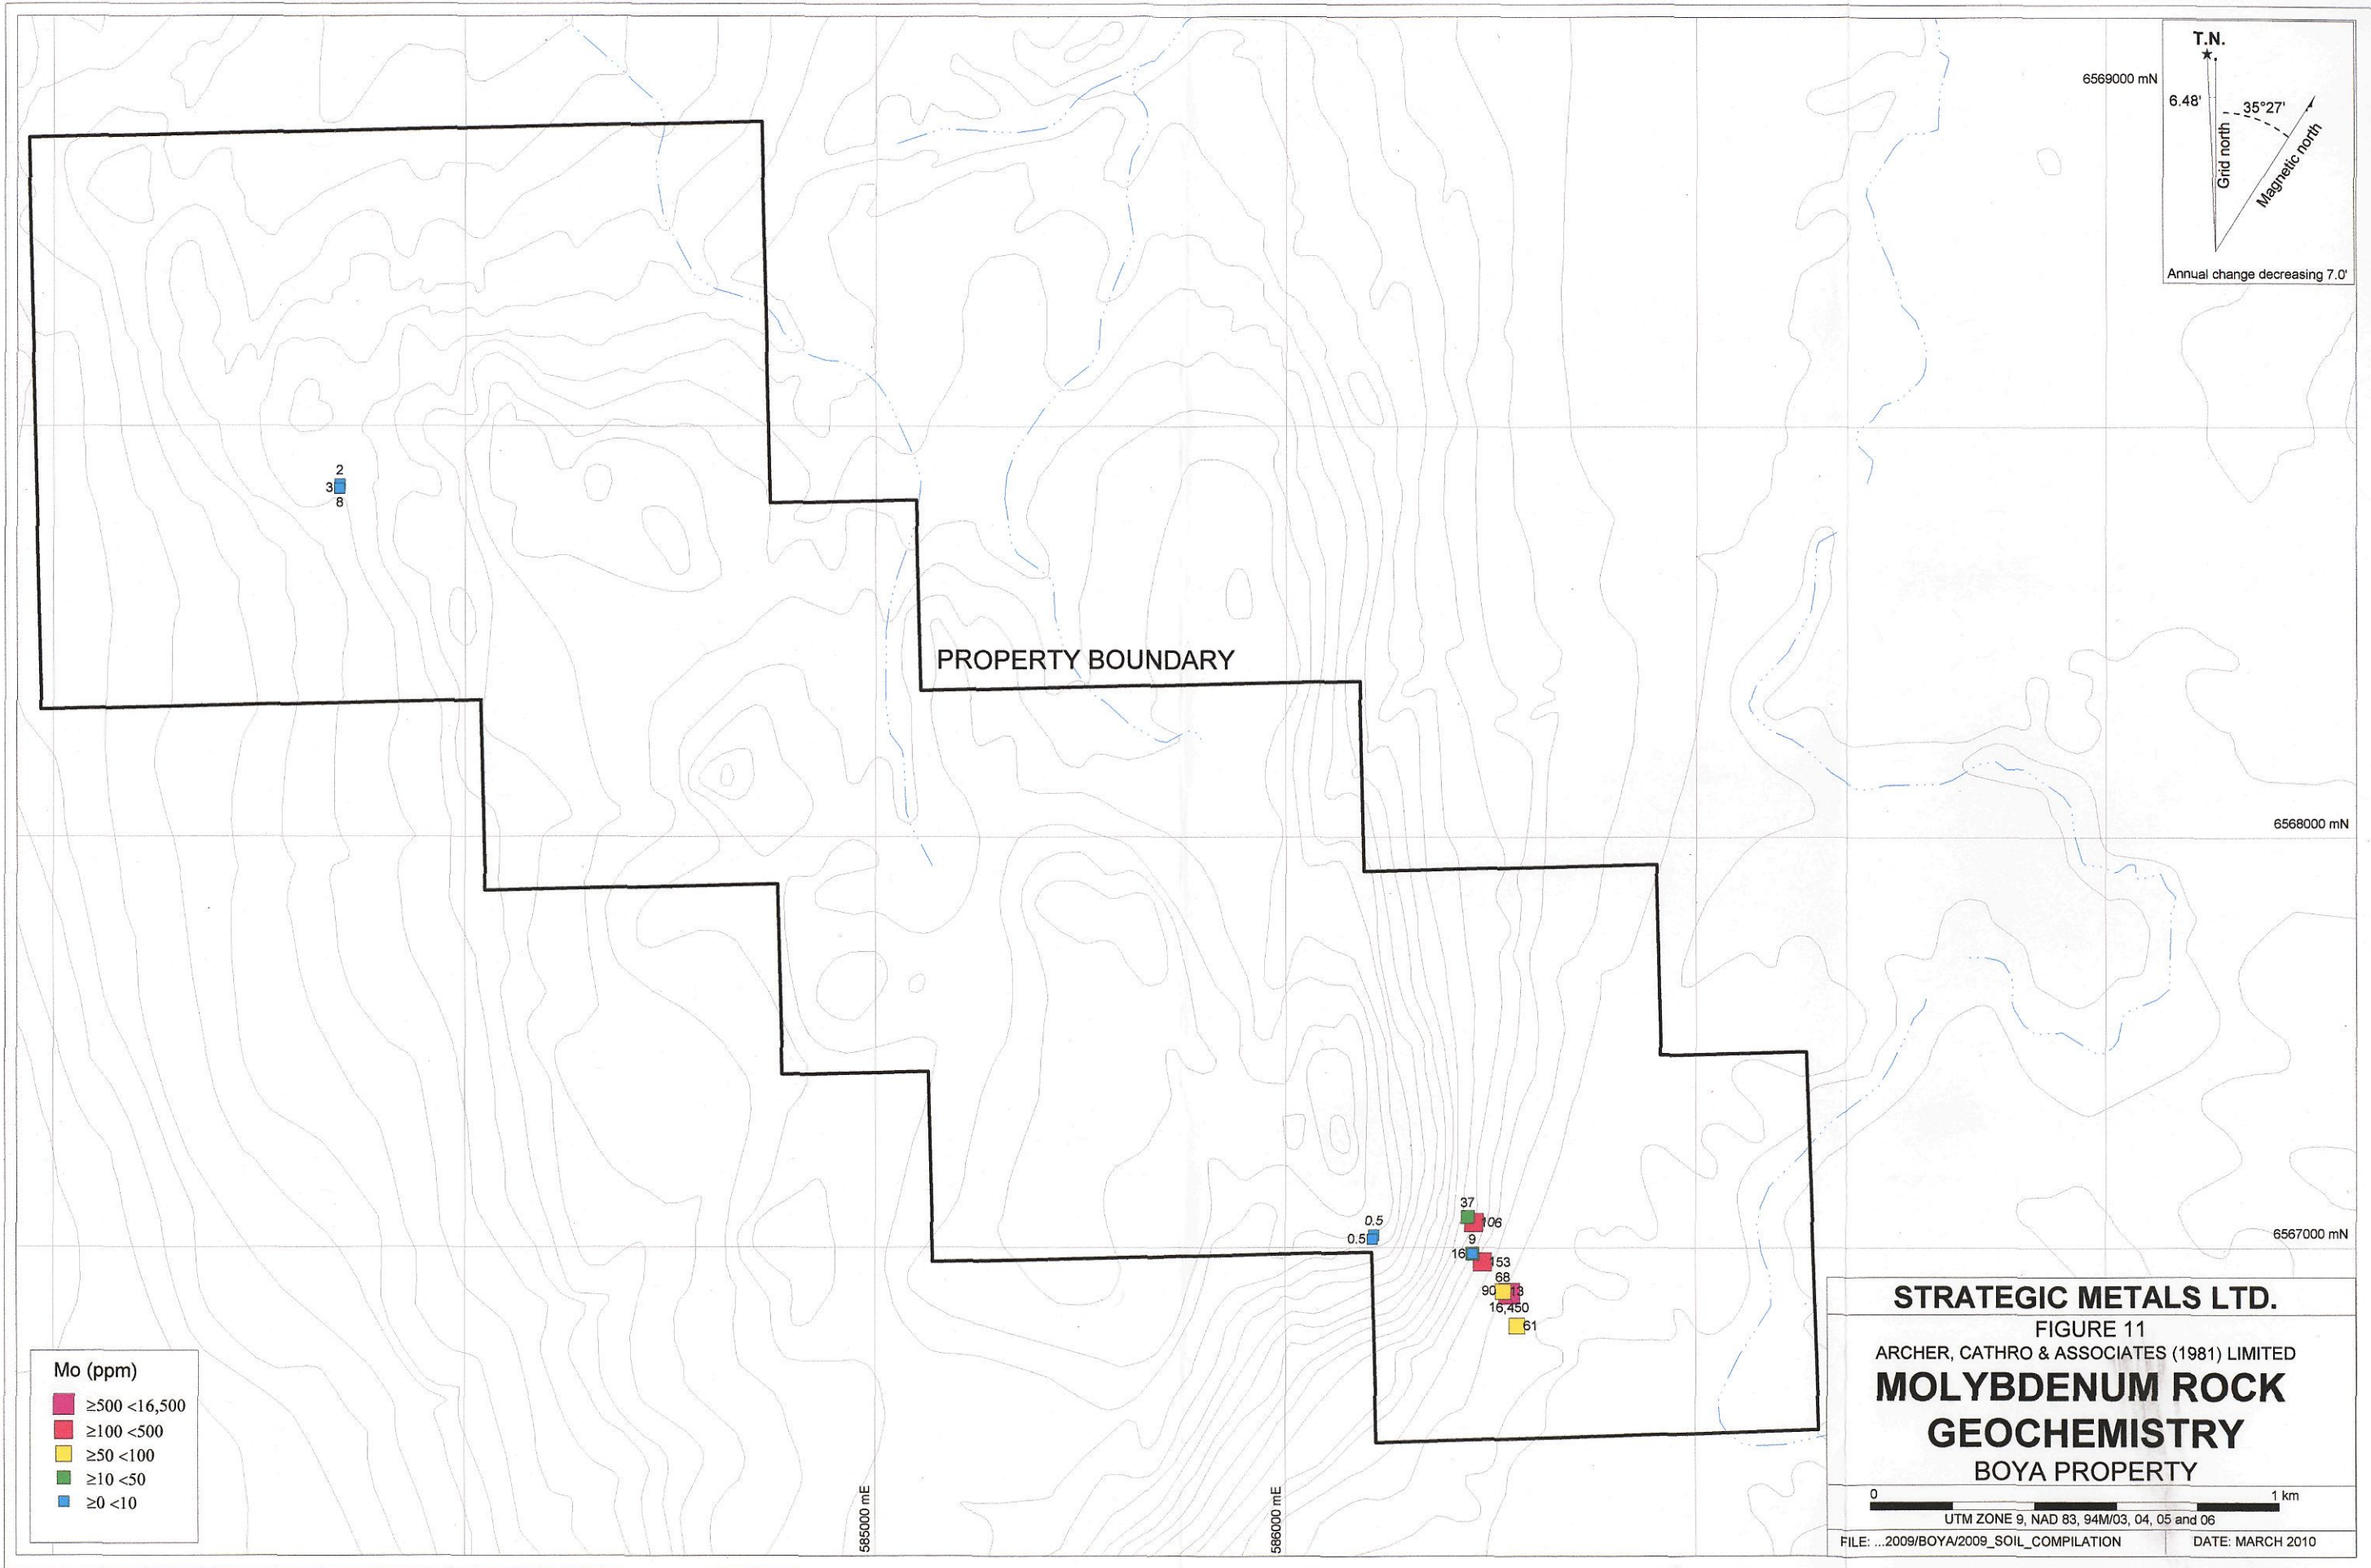 T.N.
6569000 mN
6.48'
35°27'
Grid north
Magnetic north
Annual change decreasing 7.0'
2
3
8
PROPERTY BOUNDARY
6568000 mN
37
106
0.5
0.5
9
16
153
6567000 mN
68
90
13
16,450
61
585000 mE
586000 mE
Mo (ppm)
≥500 <16,500
≥100 <500
≥50 <100
≥10 <50
≥0 <10
STRATEGIC METALS LTD.
FIGURE 11
ARCHER, CATHRO & ASSOCIATES (1981) LIMITED
MOLYBDENUM ROCK
GEOCHEMISTRY
BOYA PROPERTY
0 1 km
UTM ZONE 9, NAD 83, 94M/03, 04, 05 and 06
FILE: ...2009/BOYA/2009_SOIL_COMPILATION DATE: MARCH 2010